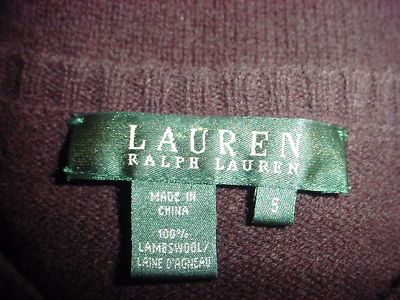 LAUREN
RALPH LAUREN
MADE IN
CHINA
100%
LAMBSWOOL/
LAINE D'AGNEAU
S